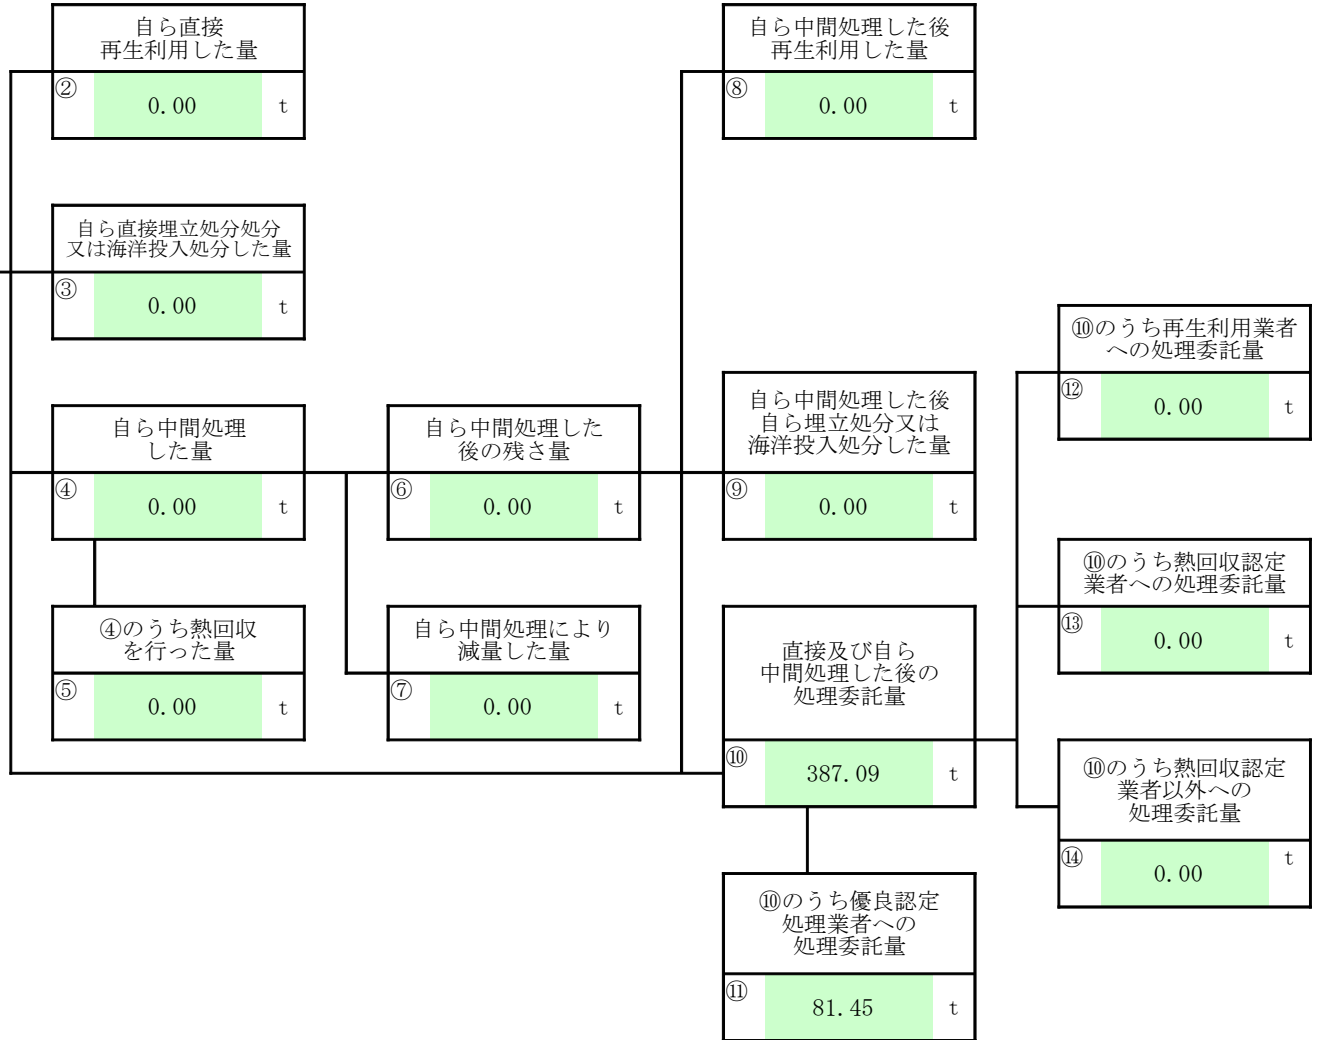 自ら直接
再生利用した量
② 0.00 t
自ら中間処理した後
再生利用した量
⑧ 0.00 t
自ら直接埋立処分処分
又は海洋投入処分した量
③ 0.00 t
⑩のうち再生利用業者
への処理委託量
⑫ 0.00 t
自ら中間処理
した量
④ 0.00 t
自ら中間処理した
後の残さ量
⑥ 0.00 t
自ら中間処理した後
自ら埋立処分又は
海洋投入処分した量
⑨ 0.00 t
⑩のうち熱回収認定
業者への処理委託量
⑬ 0.00 t
④のうち熱回収
を行った量
⑤ 0.00 t
自ら中間処理により
減量した量
⑦ 0.00 t
直接及び自ら
中間処理した後の
処理委託量
⑩ 387.09 t
⑩のうち熱回収認定
業者以外への
処理委託量
⑭ 0.00 t
⑩のうち優良認定
処理業者への
処理委託量
⑪ 81.45 t